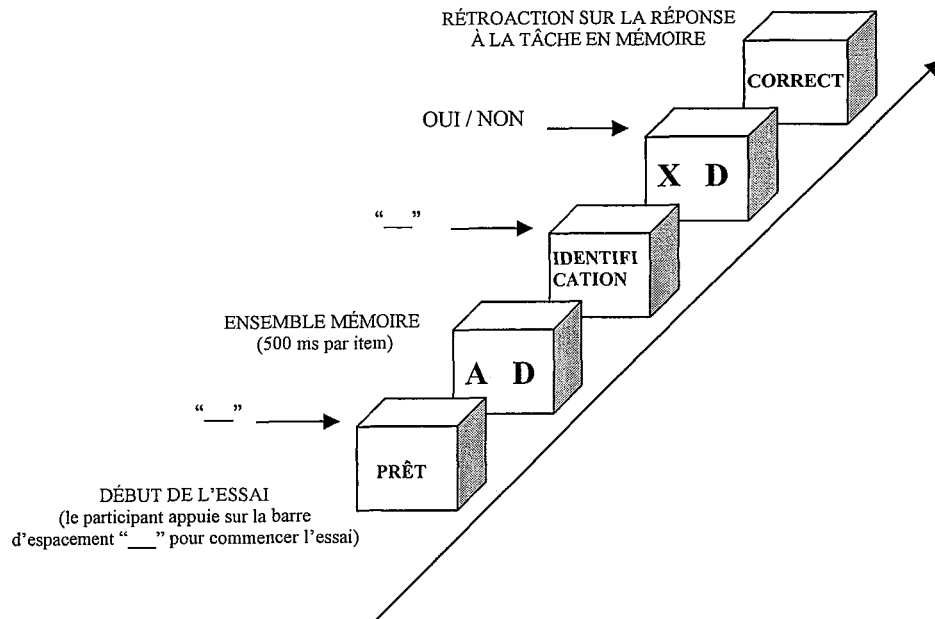 RÉTROACTION SUR LA RÉPONSE
À LA TÂCHE EN MÉMOIRE
CORRECT
OUI / NON
X D
“__”
IDENTIFI
CATION
ENSEMBLE MÉMOIRE
(500 ms par item)
A D
“__”
PRÊT
DÉBUT DE L'ESSAI
(le participant appuie sur la barre
d'espacement “__” pour commencer l'essai)